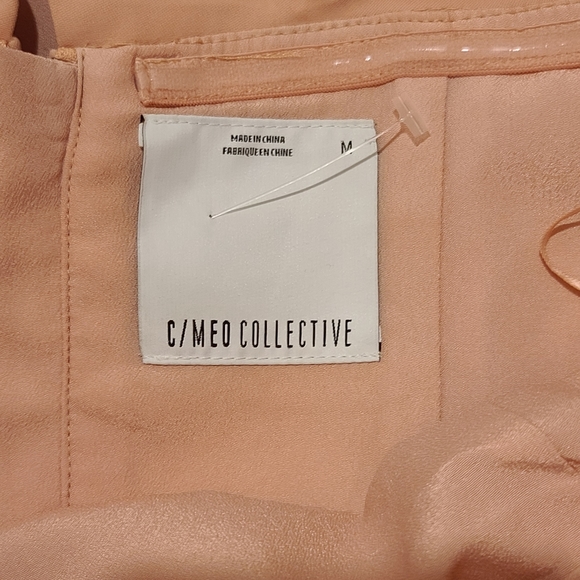 MADE IN CHINA
FABRIQUE EN CHINE
M
C/MEO COLLECTIVE